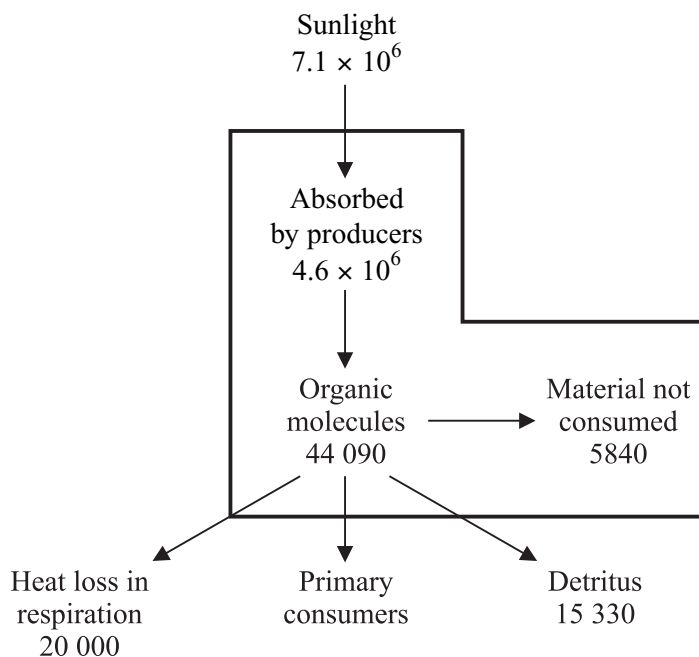 Sunlight
7.1 × 10⁶
Absorbed
by producers
4.6 × 10⁶
Organic
molecules
44 090
Material not
consumed
5840
Heat loss in
respiration
20 000
Primary
consumers
Detritus
15 330